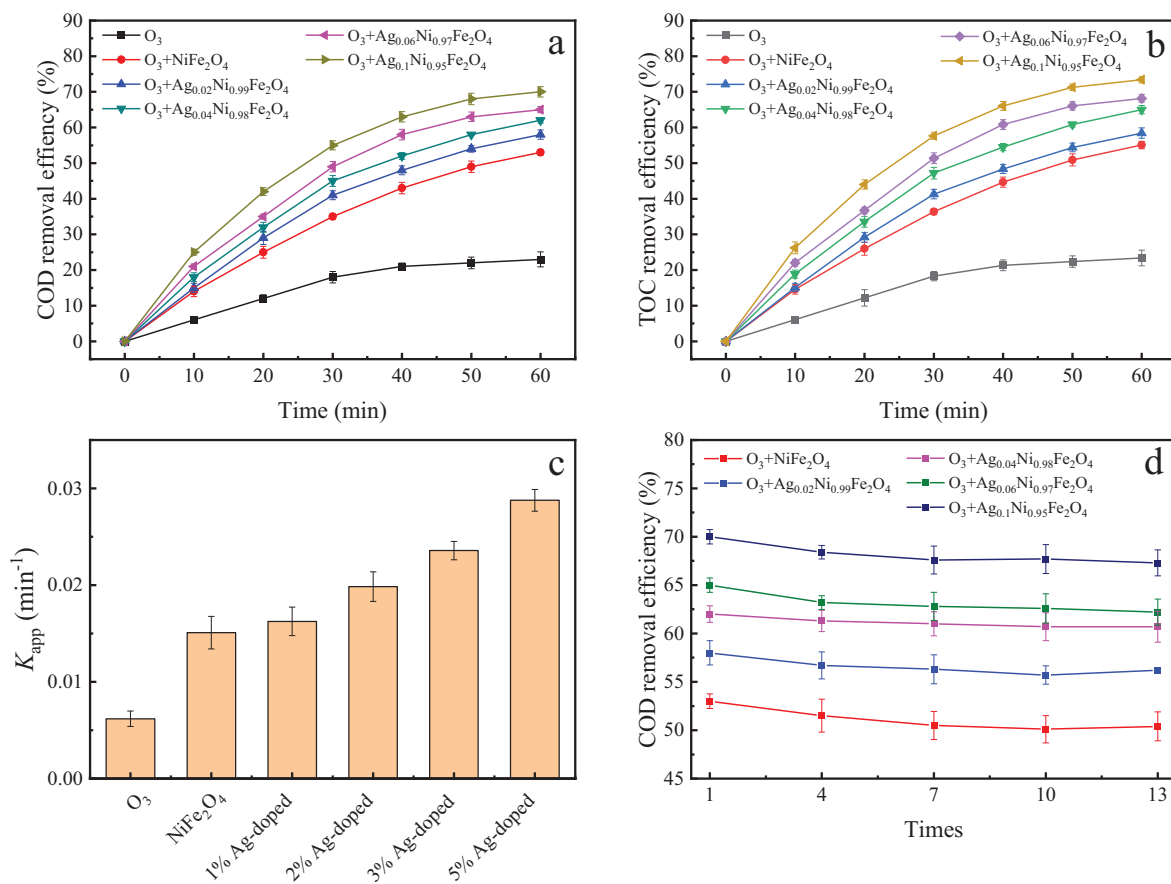 a
O₃
O₃+NiFe₂O₄
O₃+Ag₀.₀₂Ni₀.₉₉Fe₂O₄
O₃+Ag₀.₀₄Ni₀.₉₈Fe₂O₄
O₃+Ag₀.₀₆Ni₀.₉₇Fe₂O₄
O₃+Ag₀.₁Ni₀.₉₅Fe₂O₄
COD removal effiency (%)
90
80
70
60
50
40
30
20
10
0
0 10 20 30 40 50 60
Time (min)
b
O₃
O₃+NiFe₂O₄
O₃+Ag₀.₀₂Ni₀.₉₉Fe₂O₄
O₃+Ag₀.₀₄Ni₀.₉₈Fe₂O₄
O₃+Ag₀.₀₆Ni₀.₉₇Fe₂O₄
O₃+Ag₀.₁Ni₀.₉₅Fe₂O₄
TOC removal efficiency (%)
90
80
70
60
50
40
30
20
10
0
0 10 20 30 40 50 60
Time (min)
c
Kapp (min⁻¹)
0.03
0.02
0.01
0.00
O₃
NiFe₂O₄
1% Ag-doped
2% Ag-doped
3% Ag-doped
5% Ag-doped
d
O₃+NiFe₂O₄
O₃+Ag₀.₀₂Ni₀.₉₉Fe₂O₄
O₃+Ag₀.₀₄Ni₀.₉₈Fe₂O₄
O₃+Ag₀.₀₆Ni₀.₉₇Fe₂O₄
O₃+Ag₀.₁Ni₀.₉₅Fe₂O₄
COD removal efficiency (%)
80
75
70
65
60
55
50
45
1 4 7 10 13
Times